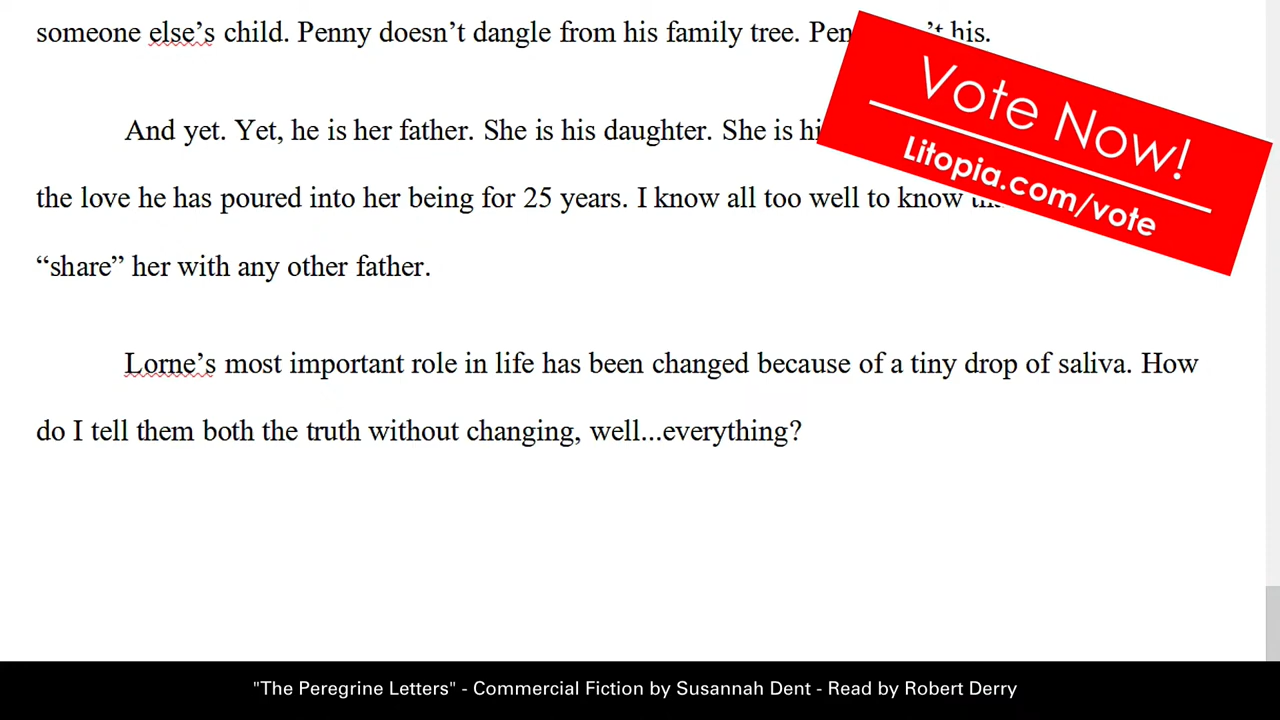 someone else’s child. Penny doesn’t dangle from his family tree. his.
And yet. Yet, he is her father. She is his daughter. She is
the love he has poured into her being for 25 years. I know all too well to know
“share” her with any other father.
Lorne’s most important role in life has been changed because of a tiny drop of saliva. How
do I tell them both the truth without changing, well...everything?
Vote Now!
Litopia.com/vote
"The Peregrine Letters" - Commercial Fiction by Susannah Dent - Read by Robert Derry